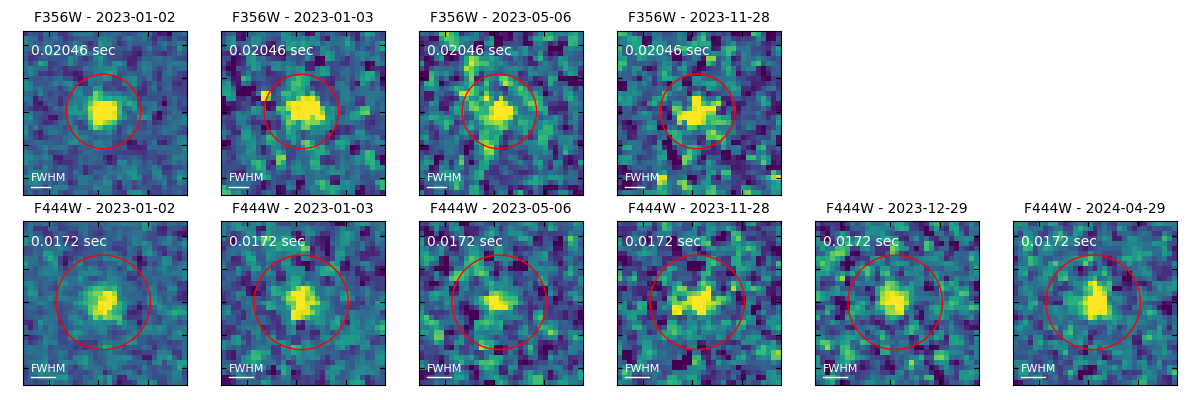 F356W - 2023-01-02
F356W - 2023-01-03
F356W - 2023-05-06
F356W - 2023-11-28
0.02046 sec
0.02046 sec
0.02046 sec
0.02046 sec
FWHM
FWHM
FWHM
FWHM
F444W - 2023-01-02
F444W - 2023-01-03
F444W - 2023-05-06
F444W - 2023-11-28
F444W - 2023-12-29
F444W - 2024-04-29
0.0172 sec
0.0172 sec
0.0172 sec
0.0172 sec
0.0172 sec
0.0172 sec
FWHM
FWHM
FWHM
FWHM
FWHM
FWHM